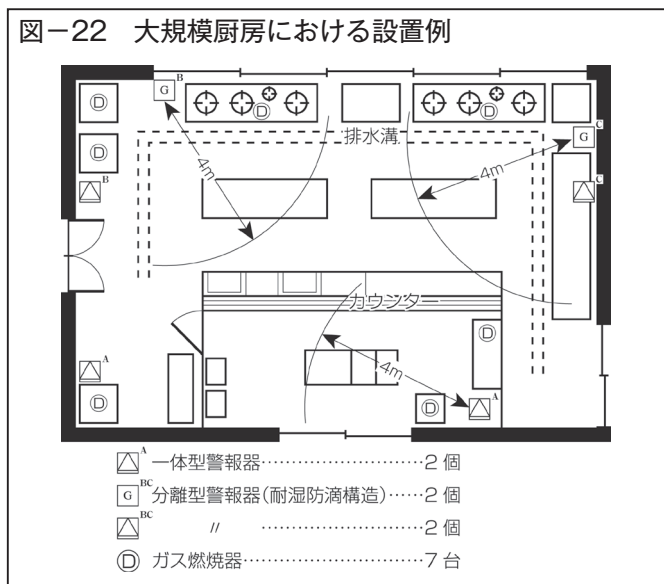 図－22　大規模厨房における設置例
G B
D
D
D
D
排水溝
G C
4m
4m
B
C
カウンター
D
4m
A
D
D
A
A 一体型警報器……………………2個
G BC 分離型警報器(耐湿防滴構造)……2個
BC 〃 ……………………2個
D ガス燃焼器………………………7台